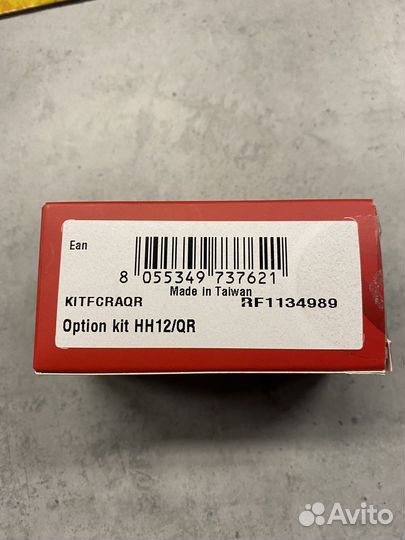 Ean
8 055349 737621
Made in Taiwan
KITFCRAQR RF1134989
Option kit HH12/QR
Avito